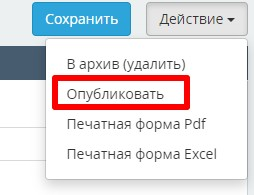 Сохранить Действие
В архив (удалить)
Опубликовать
Печатная форма Pdf
Печатная форма Excel